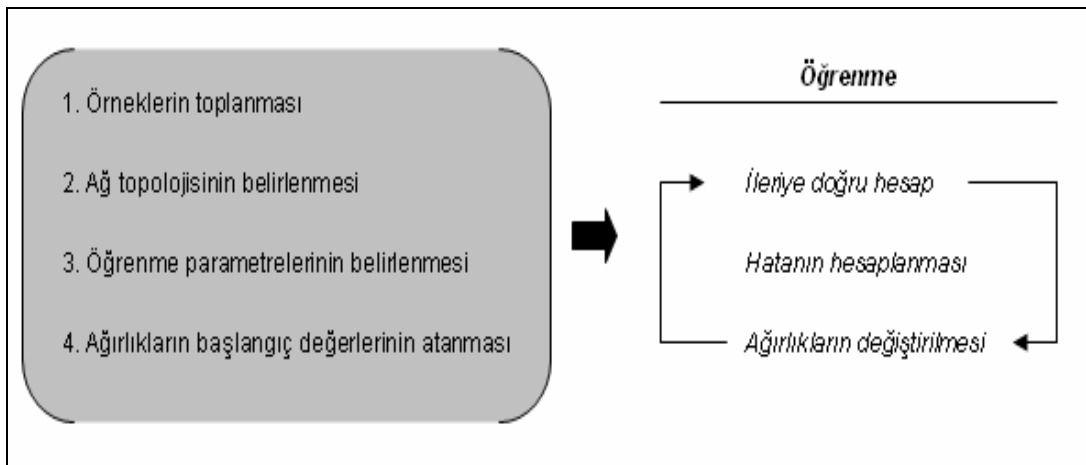 1. Örneklerin toplanması
2. Ağ topolojisinin belirlenmesi
3. Öğrenme parametrelerinin belirlenmesi
4. Ağırlıkların başlangıç değerlerinin atanması
Öğrenme
İleriye doğru hesap
Hatanın hesaplanması
Ağırlıkların değiştirilmesi